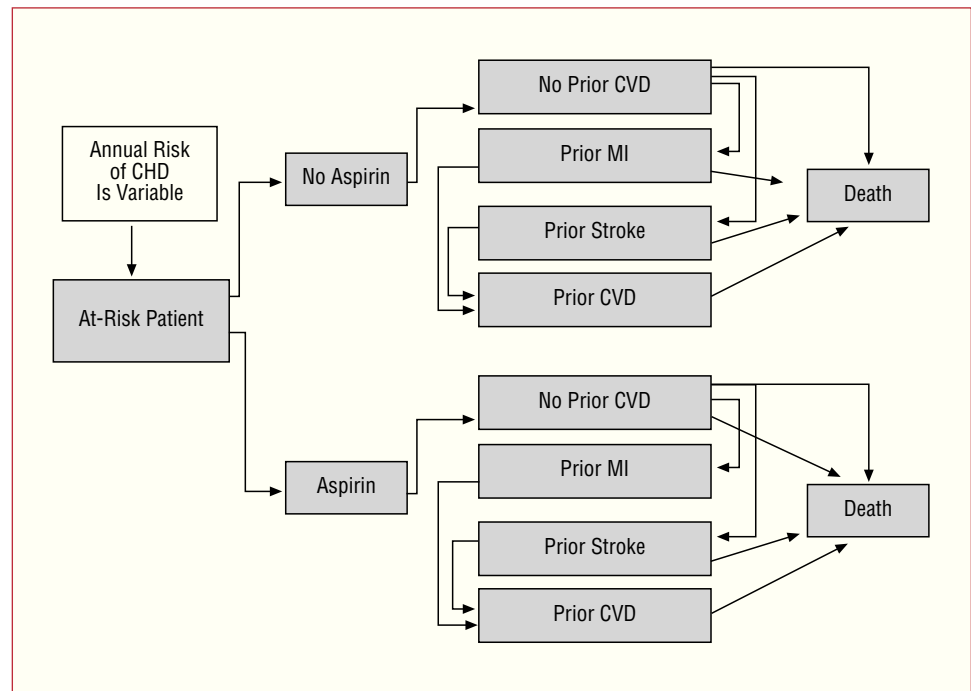 Annual Risk
of CHD
Is Variable
At-Risk Patient
No Aspirin
No Prior CVD
Prior MI
Prior Stroke
Prior CVD
Death
Aspirin
No Prior CVD
Prior MI
Prior Stroke
Prior CVD
Death